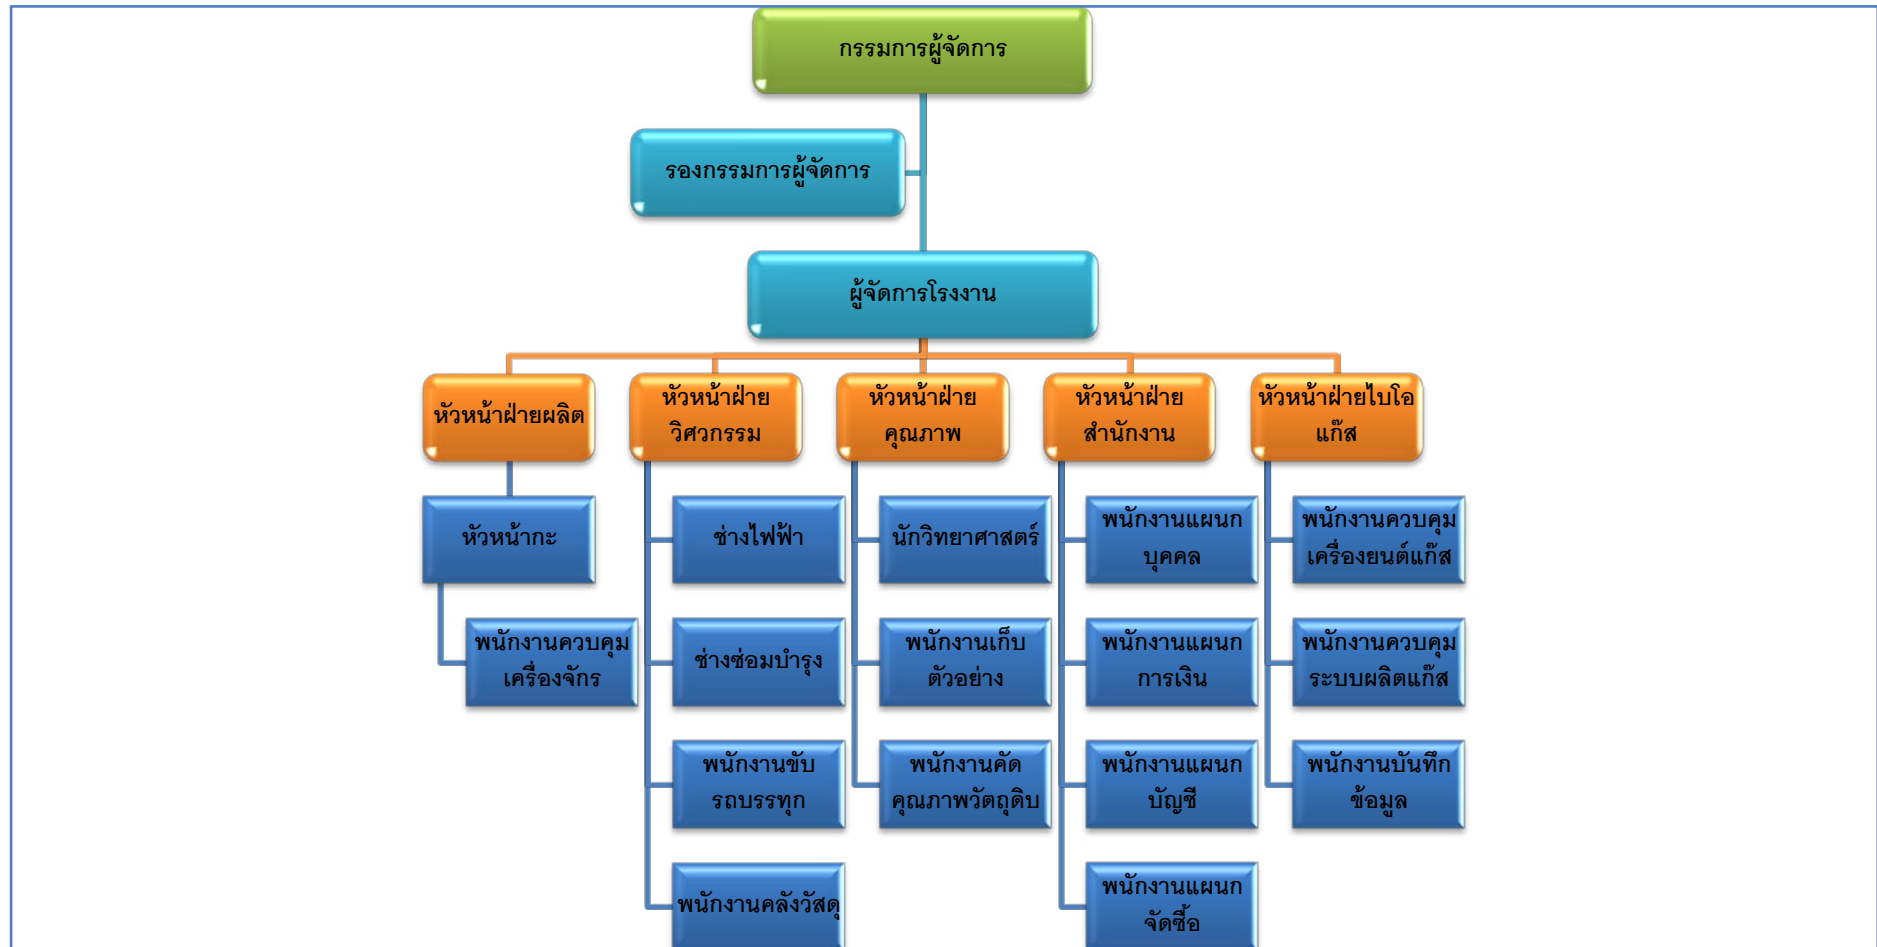 กรรมการผู้จัดการ
รองกรรมการผู้จัดการ
ผู้จัดการโรงงาน
หัวหน้าฝ่ายผลิต
หัวหน้าฝ่าย
วิศวกรรม
หัวหน้าฝ่าย
คุณภาพ
หัวหน้าฝ่าย
สำนักงาน
หัวหน้าฝ่ายไบโอ
แก๊ส
หัวหน้ากะ
ช่างไฟฟ้า
นักวิทยาศาสตร์
พนักงานแผนก
บุคคล
พนักงานควบคุม
เครื่องยนต์แก๊ส
พนักงานควบคุม
เครื่องจักร
ช่างซ่อมบำรุง
พนักงานเก็บ
ตัวอย่าง
พนักงานแผนก
การเงิน
พนักงานควบคุม
ระบบผลิตแก๊ส
พนักงานขับ
รถบรรทุก
พนักงานคัด
คุณภาพวัตถุดิบ
พนักงานแผนก
บัญชี
พนักงานบันทึก
ข้อมูล
พนักงานคลังวัสดุ
พนักงานแผนก
จัดซื้อ